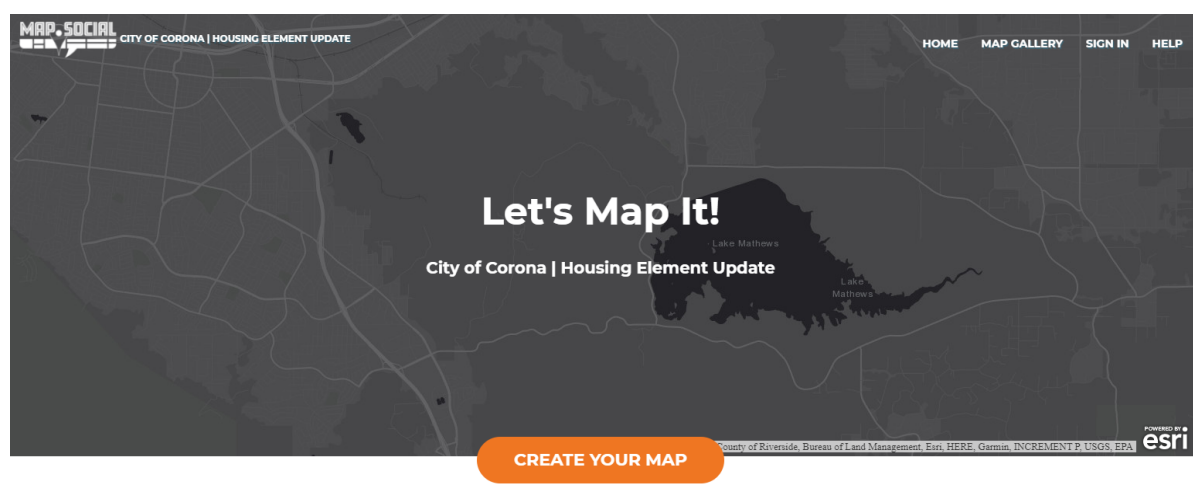 MAP.SOCIAL
CITY OF CORONA | HOUSING ELEMENT UPDATE
HOME MAP GALLERY SIGN IN HELP
Let's Map It!
Lake Mathews
City of Corona | Housing Element Update
Lake
Mathews
POWERED BY
esri
County of Riverside, Bureau of Land Management, Esri, HERE, Garmin, INCREMENT P, USGS, EPA
CREATE YOUR MAP